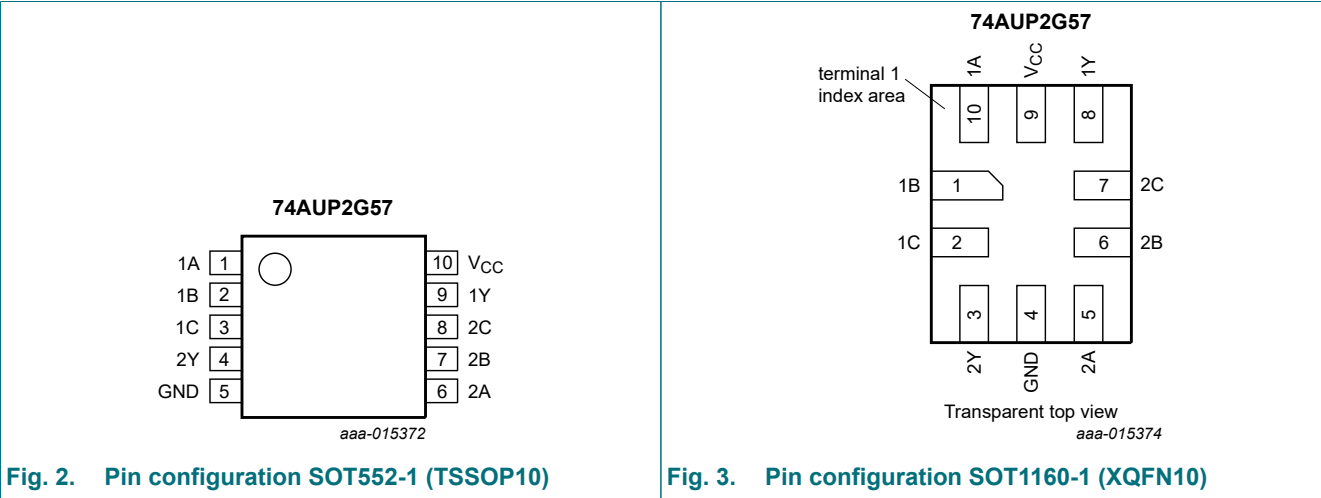 74AUP2G57
1A 1
1B 2
1C 3
2Y 4
GND 5
10 VCC
9 1Y
8 2C
7 2B
6 2A
aaa-015372
Fig. 2. Pin configuration SOT552-1 (TSSOP10)
74AUP2G57
terminal 1
index area
1A VCC 1Y
10 9 8
1B 1 7 2C
1C 2 6 2B
3 4 5
2Y GND 2A
Transparent top view
aaa-015374
Fig. 3. Pin configuration SOT1160-1 (XQFN10)